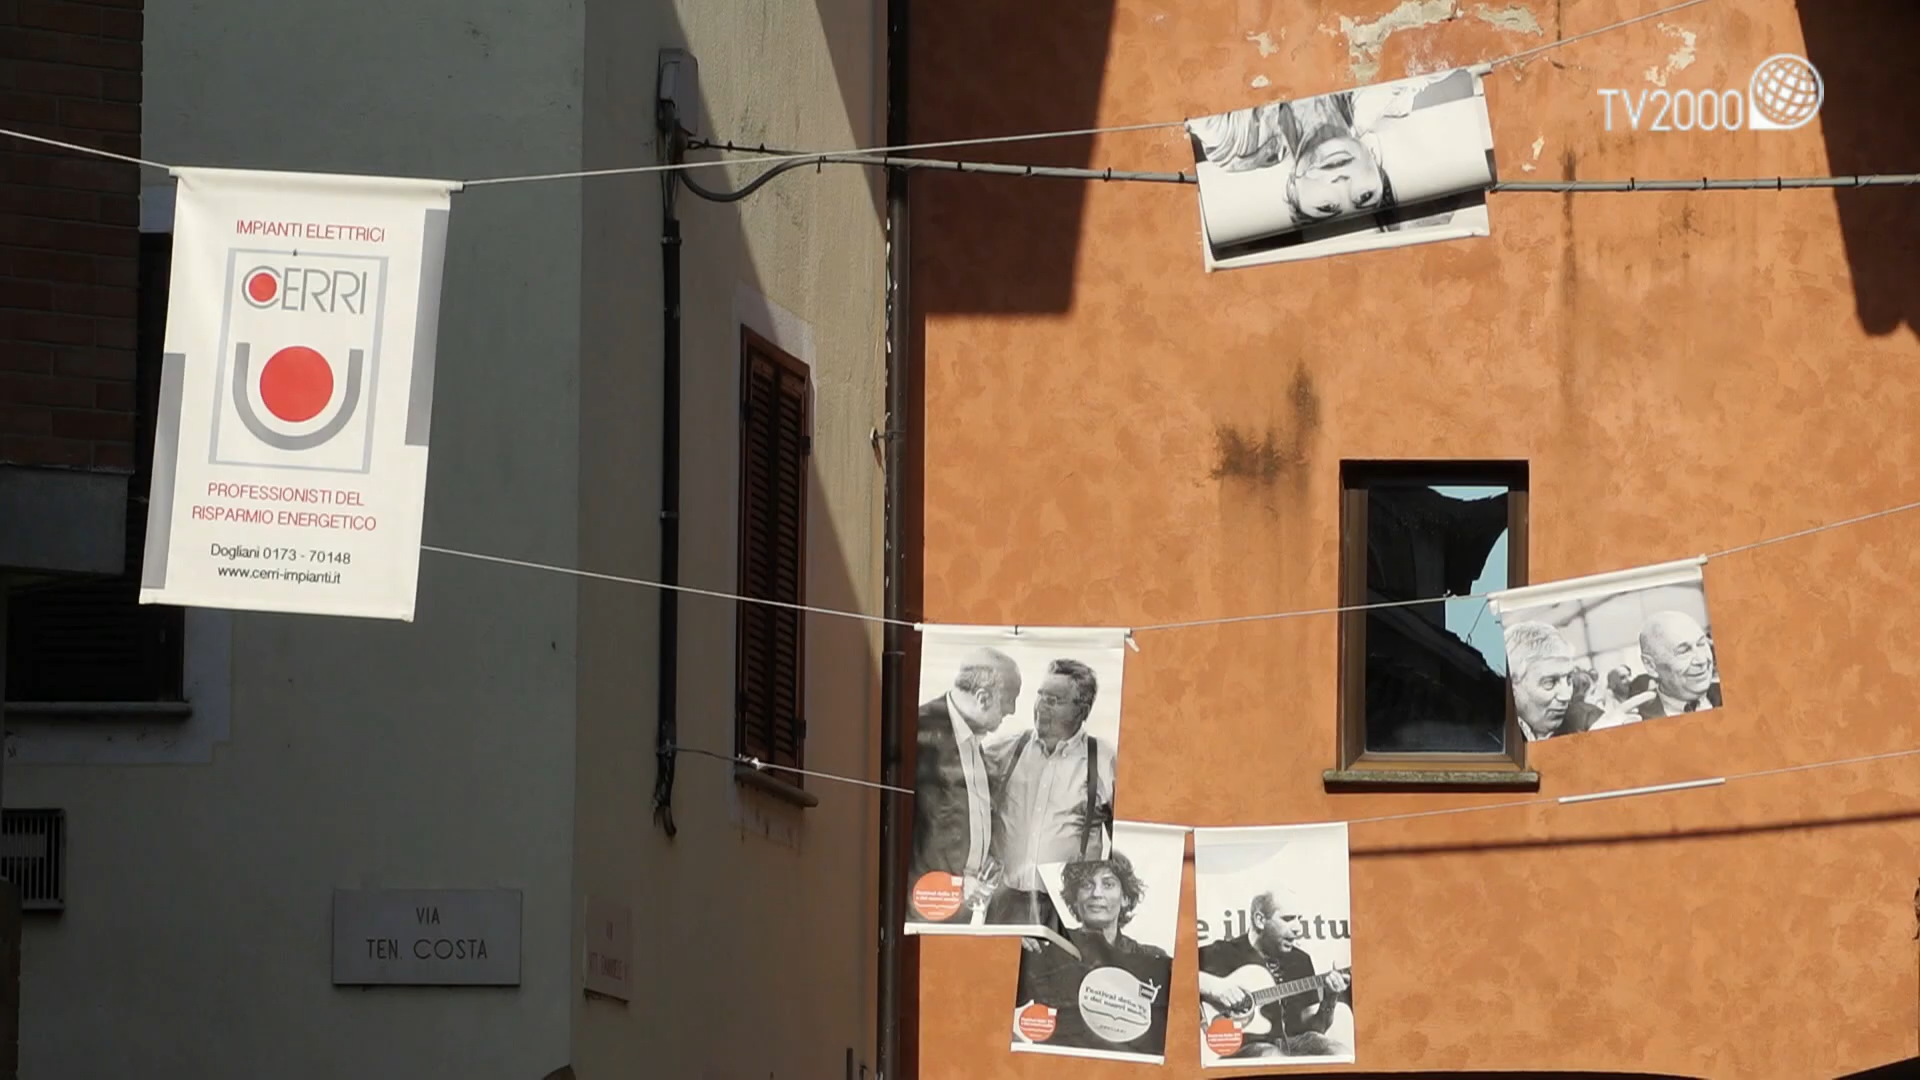 TV2000
IMPIANTI ELETTRICI
CERRI
PROFESSIONISTI DEL
RISPARMIO ENERGETICO
Dogliani 0173 - 70148
www.cerri-impianti.it
VIA
TEN. COSTA
Festival della TV
e dei nuovi media
e il